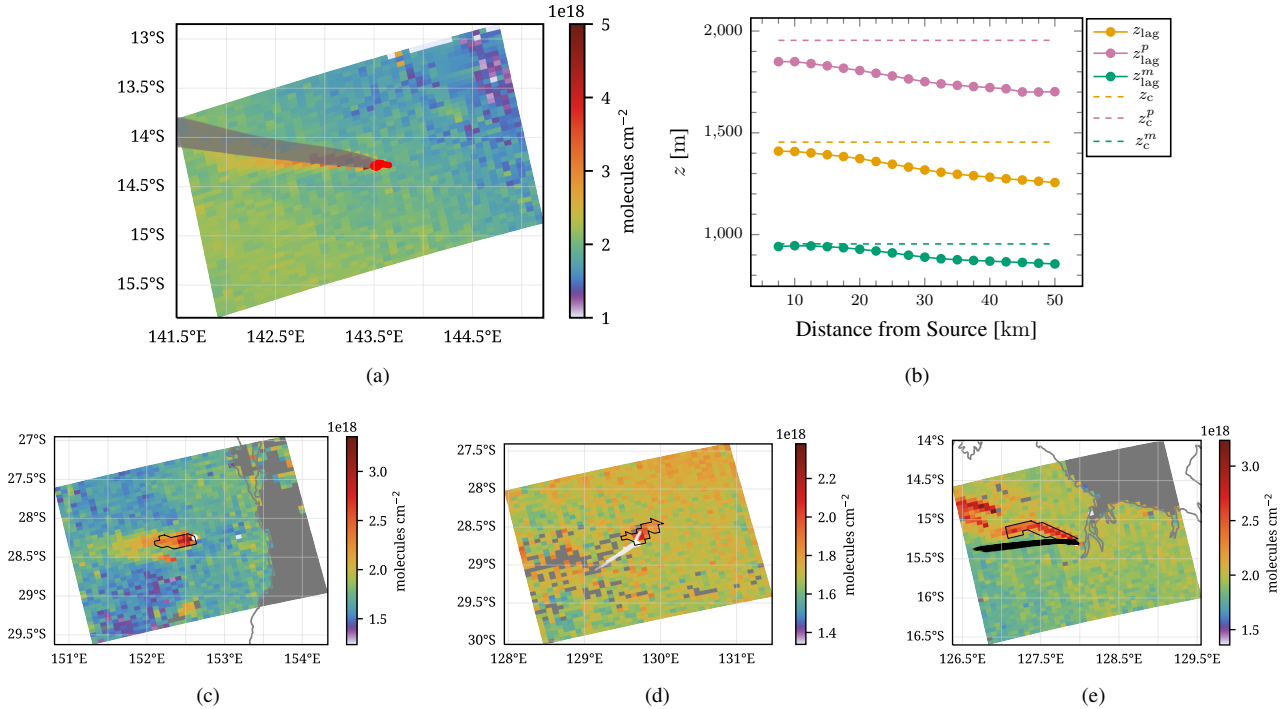 1e18
13°S
13.5°S
14°S
14.5°S
15°S
15.5°S
141.5°E 142.5°E 143.5°E 144.5°E
5
4
3
2
1
molecules cm⁻²
(a)
2,000
1,500
1,000
z [m]
10 20 30 40 50
Distance from Source [km]
z_lag
z_lag^p
z_lag^m
z_c
z_c^p
z_c^m
(b)
1e18
27°S
27.5°S
28°S
28.5°S
29°S
29.5°S
151°E 152°E 153°E 154°E
3.0
2.5
2.0
1.5
molecules cm⁻²
(c)
1e18
27.5°S
28°S
28.5°S
29°S
29.5°S
30°S
128°E 129°E 130°E 131°E
2.2
2.0
1.8
1.6
1.4
molecules cm⁻²
(d)
1e18
14°S
14.5°S
15°S
15.5°S
16°S
16.5°S
126.5°E 127.5°E 128.5°E 129.5°E
3.0
2.5
2.0
1.5
molecules cm⁻²
(e)